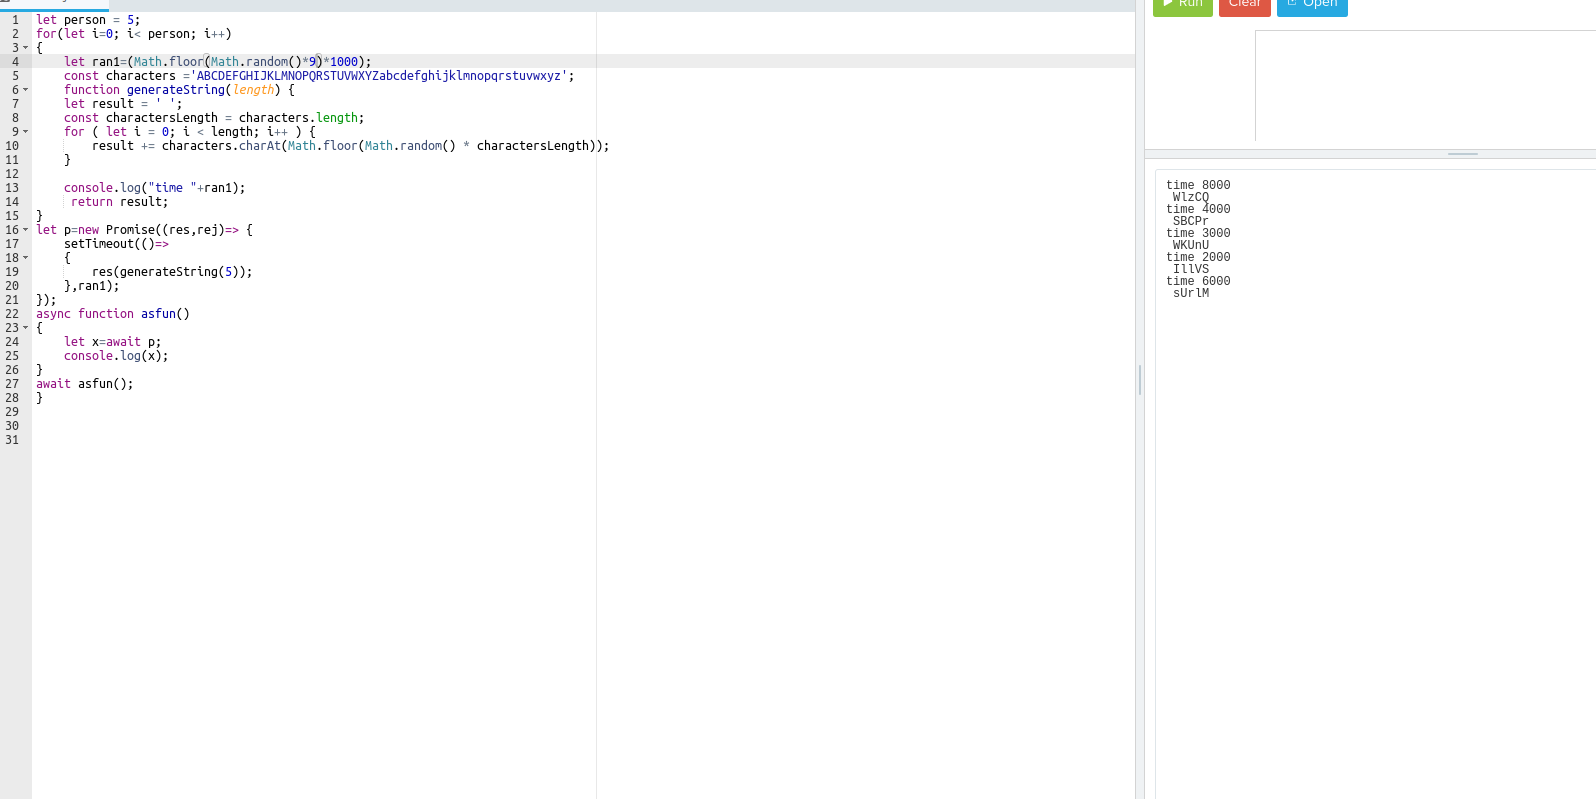 Run Clear Open
1 let person = 5;
2 for(let i=0; i< person; i++)
3 {
4 let ran1=(Math.floor(Math.random()*9)*1000);
5 const characters ='ABCDEFGHIJKLMNOPQRSTUVWXYZabcdefghijklmnopqrstuvwxyz';
6 function generateString(length) {
7 let result = ' ';
8 const charactersLength = characters.length;
9 for ( let i = 0; i < length; i++ ) {
10 result += characters.charAt(Math.floor(Math.random() * charactersLength));
11 }
12
13 console.log("time "+ran1);
14 return result;
15 }
16 let p=new Promise((res,rej)=> {
17 setTimeout(()=>
18 {
19 res(generateString(5));
20 },ran1);
21 });
22 async function asfun()
23 {
24 let x=await p;
25 console.log(x);
26 }
27 await asfun();
28 }
29
30
31
time 8000
WlzCQ
time 4000
SBCPr
time 3000
WKUnU
time 2000
IllVS
time 6000
sUrlM